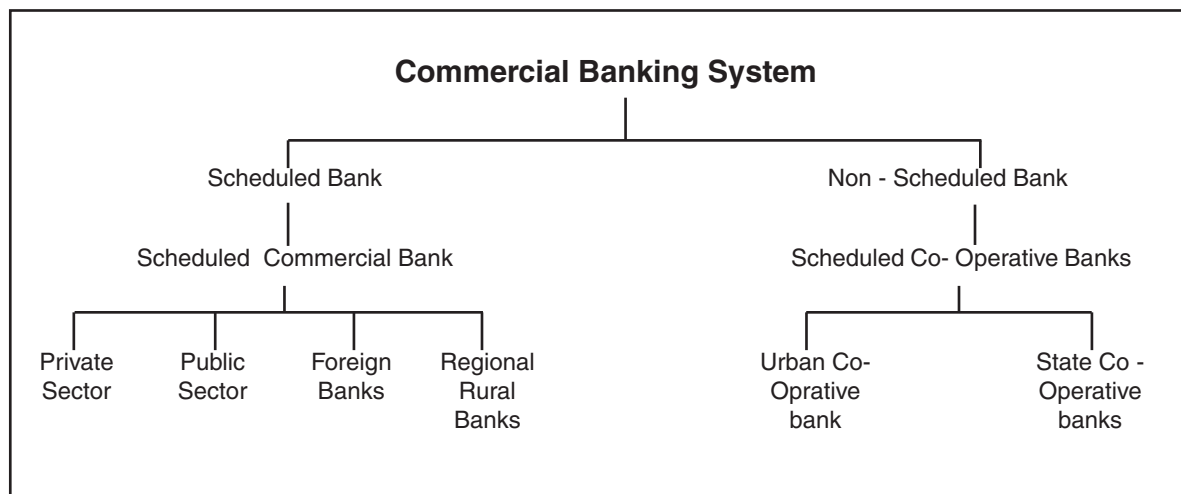 Commercial Banking System
Scheduled Bank
Non - Scheduled Bank
Scheduled Commercial Bank
Scheduled Co- Operative Banks
Private
Sector
Public
Sector
Foreign
Banks
Regional
Rural
Banks
Urban Co-
Oprative
bank
State Co -
Operative
banks